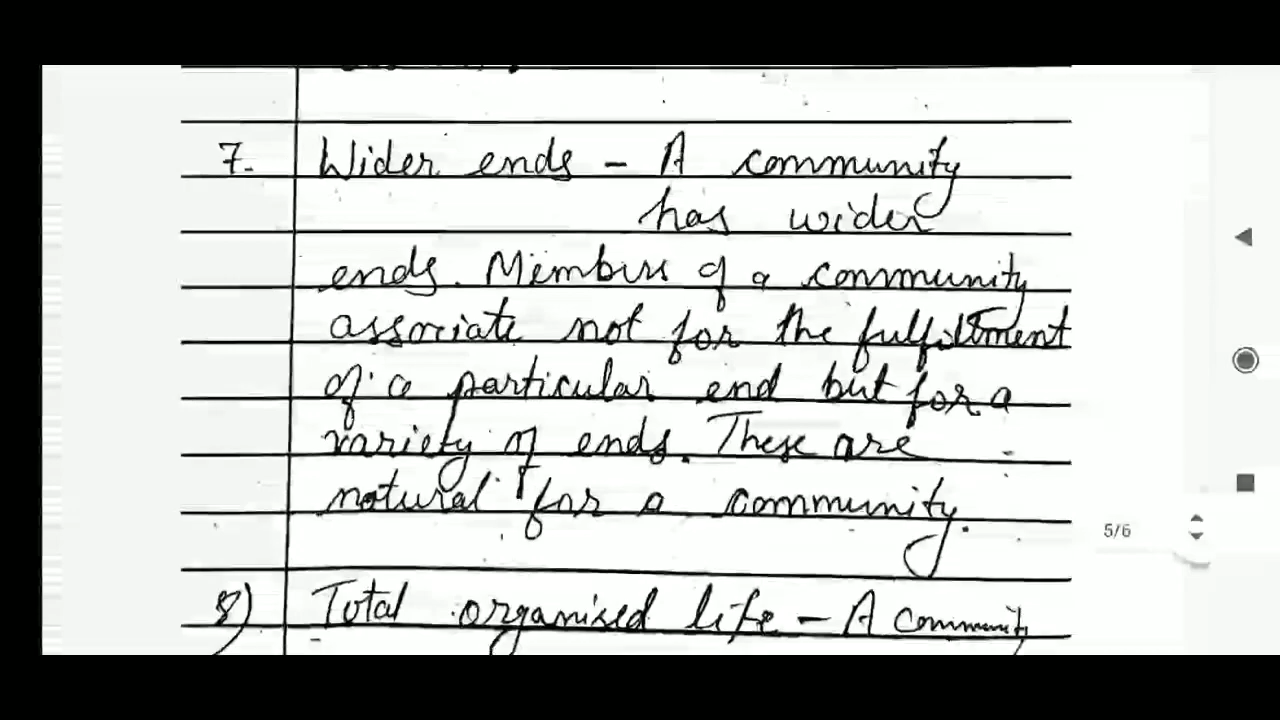 7. Wider ends - A community
has wider
ends. Members of a community
associate not for the fulfiltment
of a particular end but for a
variety of ends. These are
natural for a community.
5/6
8) Total organised life - A community